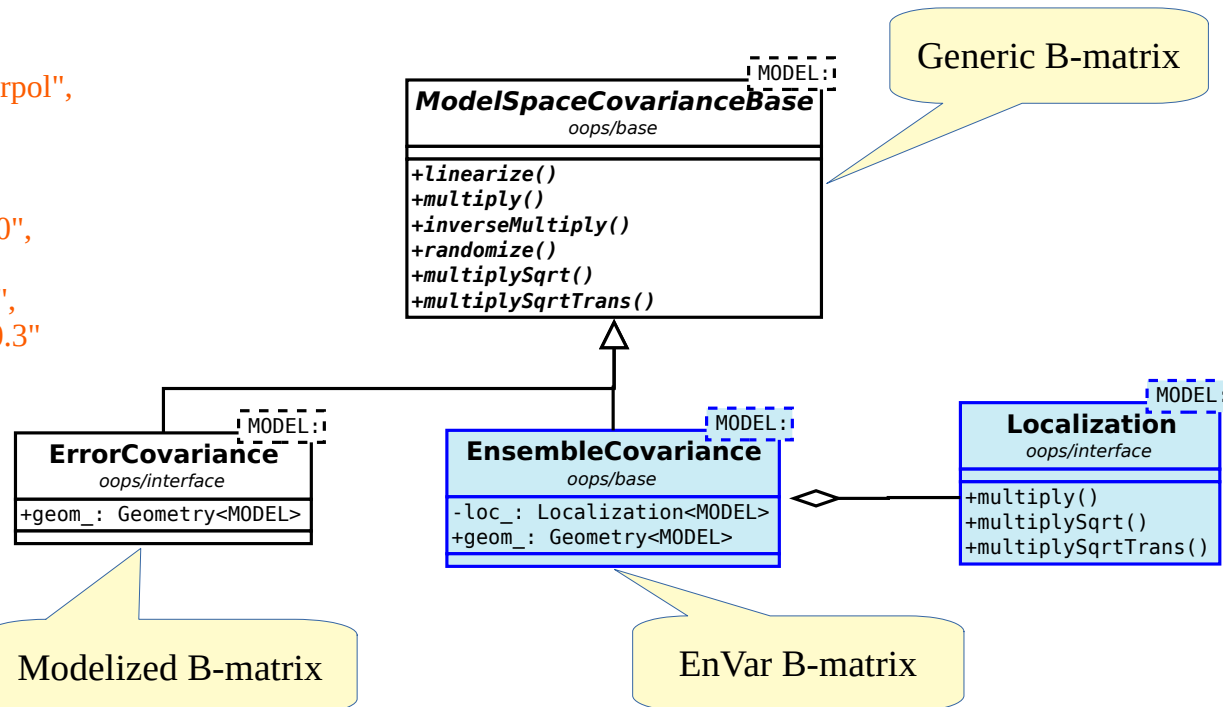 rpol",
0",
",
0.3"
Generic B-matrix
MODEL:
ModelSpaceCovarianceBase
oops/base
+linearize()
+multiply()
+inverseMultiply()
+randomize()
+multiplySqrt()
+multiplySqrtTrans()
MODEL:
ErrorCovariance
oops/interface
+geom_: Geometry<MODEL>
MODEL:
EnsembleCovariance
oops/base
-loc_: Localization<MODEL>
+geom_: Geometry<MODEL>
MODEL:
Localization
oops/interface
+multiply()
+multiplySqrt()
+multiplySqrtTrans()
Modelized B-matrix
EnVar B-matrix